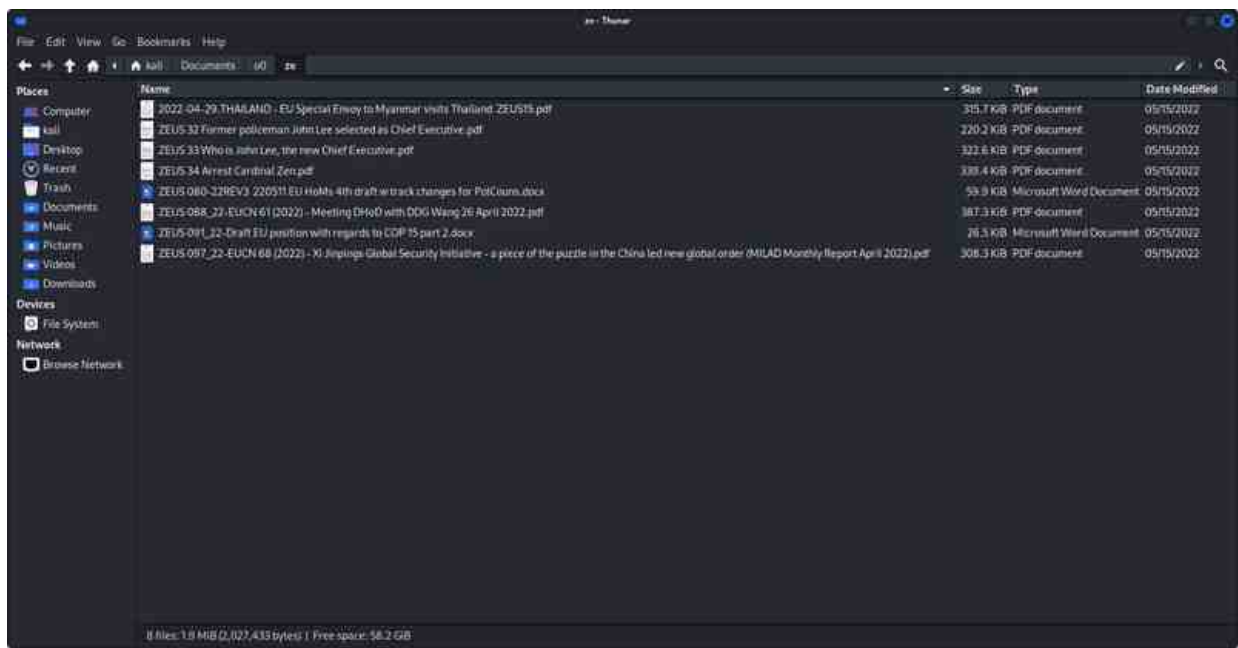 ze - Thunar
File Edit View Go Bookmarks Help
kali Documents ze
Places
Computer
kali
Desktop
Recent
Trash
Documents
Music
Pictures
Videos
Downloads
Devices
File System
Network
Browse Network
Name Size Type Date Modified
2022-04-29.THAILAND - EU Special Envoy to Myanmar visits Thailand. ZEUS15.pdf 315.7 KiB PDF document 05/15/2022
ZEUS 32 Former policeman John Lee selected as Chief Executive.pdf 220.2 KiB PDF document 05/15/2022
ZEUS 33 Who is John Lee, the new Chief Executive.pdf 322.6 KiB PDF document 05/15/2022
ZEUS 34 Arrest Cardinal Zen.pdf KiB PDF document 05/15/2022
ZEUS 080-22REV3 220511 EU HoMs 4th draft w track changes for PolCouns.docx 59.9 KiB Microsoft Word Document 05/15/2022
ZEUS 088_22-EUCN 61 (2022) - Meeting DHoD with DDG Wang 26 April 2022.pdf 387.3 KiB PDF document 05/15/2022
ZEUS 091_22-Draft EU position with regards to COP 15 part 2.docx 26.5 KiB Microsoft Word Document 05/15/2022
ZEUS 097_22-EUCN 68 (2022) - Xi Jinpings Global Security Initiative - a piece of the puzzle in the China led new global order (MILAD Monthly Report April 2022).pdf 308.3 KiB PDF document 05/15/2022
8 files: 1.9 MiB (2,027,433 bytes) | Free space: 58.2 GiB